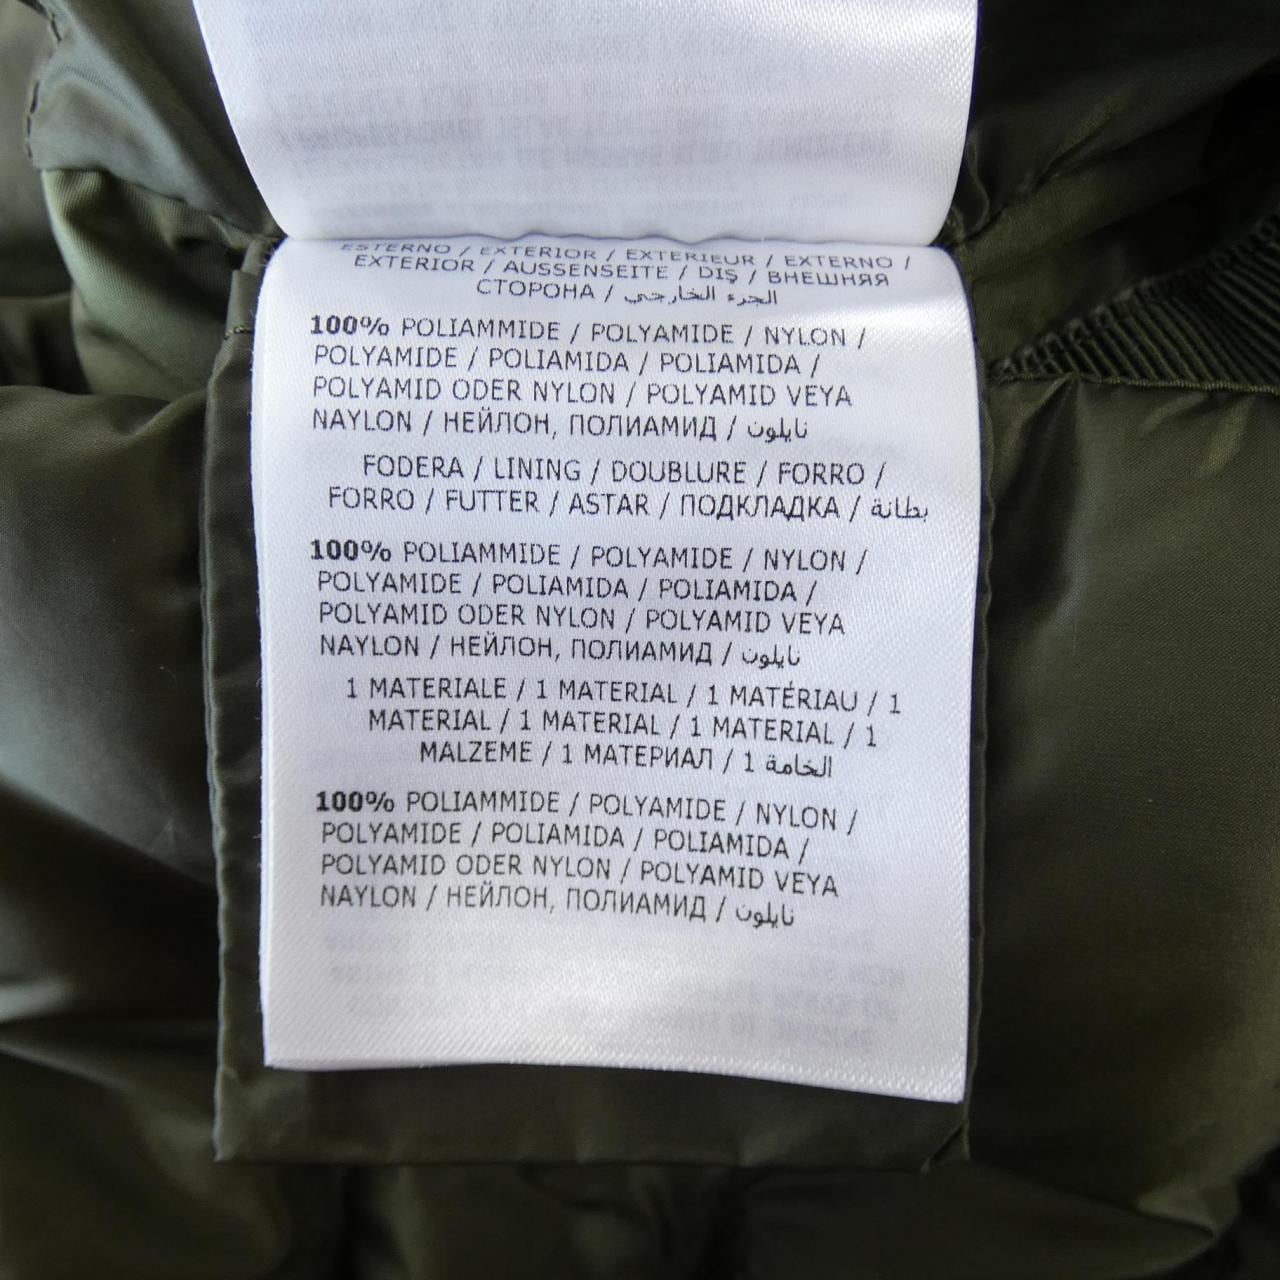 ESTERNO / EXTERIOR / EXTERIEUR / EXTERNO /
EXTERIOR / AUSSENSEITE / DIŞ / ВНЕШНЯЯ
СТОРОНА / الجزء الخارجي
100% POLIAMMIDE / POLYAMIDE / NYLON /
POLYAMIDE / POLIAMIDA / POLIAMIDA /
POLYAMID ODER NYLON / POLYAMID VEYA
NAYLON / НЕЙЛОН, ПОЛИАМИД / نايلون
FODERA / LINING / DOUBLURE / FORRO /
FORRO / FUTTER / ASTAR / ПОДКЛАДКА / بطانة
100% POLIAMMIDE / POLYAMIDE / NYLON /
POLYAMIDE / POLIAMIDA / POLIAMIDA /
POLYAMID ODER NYLON / POLYAMID VEYA
NAYLON / НЕЙЛОН, ПОЛИАМИД / نايلون
1 MATERIALE / 1 MATERIAL / 1 MATÉRIAU / 1
MATERIAL / 1 MATERIAL / 1 MATERIAL / 1
MALZEME / 1 МАТЕРИАЛ / 1 الخامة
100% POLIAMMIDE / POLYAMIDE / NYLON /
POLYAMIDE / POLIAMIDA / POLIAMIDA /
POLYAMID ODER NYLON / POLYAMID VEYA
NAYLON / НЕЙЛОН, ПОЛИАМИД / نايلون